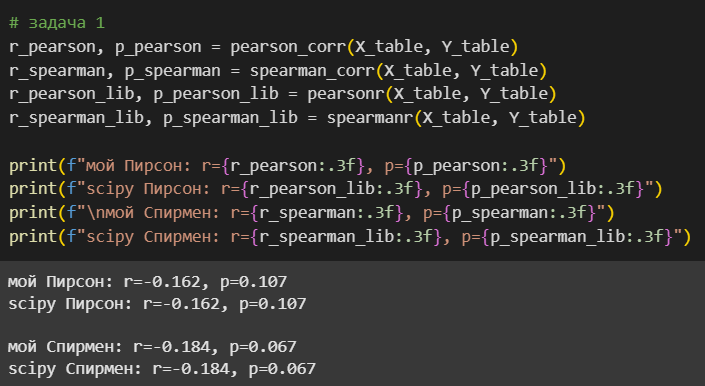 # задача 1
r_pearson, p_pearson = pearson_corr(X_table, Y_table)
r_spearman, p_spearman = spearman_corr(X_table, Y_table)
r_pearson_lib, p_pearson_lib = pearsonr(X_table, Y_table)
r_spearman_lib, p_spearman_lib = spearmanr(X_table, Y_table)

print(f"мой Пирсон: r={r_pearson:.3f}, p={p_pearson:.3f}")
print(f"scipy Пирсон: r={r_pearson_lib:.3f}, p={p_pearson_lib:.3f}")
print(f"\nмой Спирмен: r={r_spearman:.3f}, p={p_spearman:.3f}")
print(f"scipy Спирмен: r={r_spearman_lib:.3f}, p={p_spearman_lib:.3f}")

мой Пирсон: r=-0.162, p=0.107
scipy Пирсон: r=-0.162, p=0.107

мой Спирмен: r=-0.184, p=0.067
scipy Спирмен: r=-0.184, p=0.067